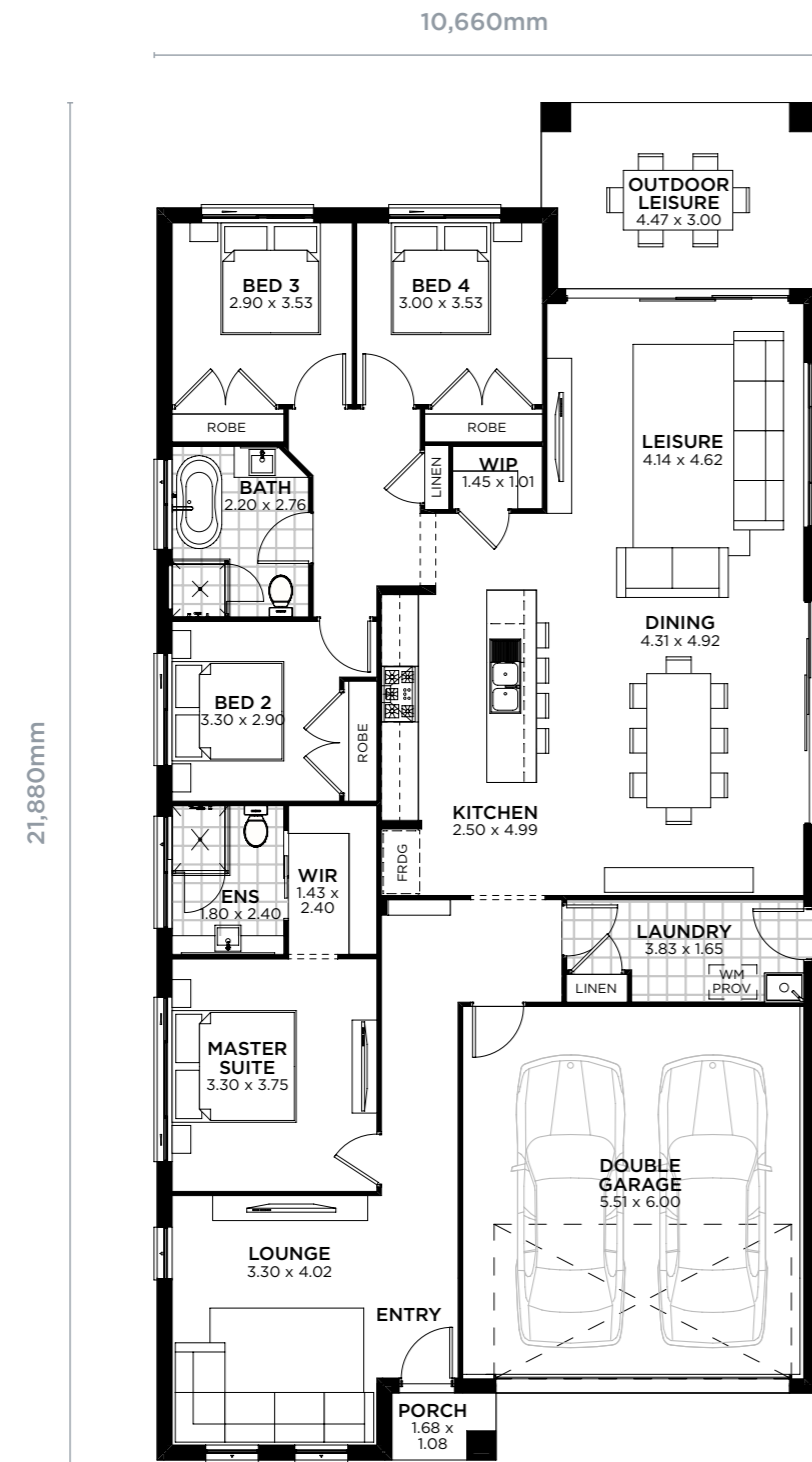 10,660mm
21,880mm
OUTDOOR
LEISURE
4.47 x 3.00
BED 3
2.90 x 3.53
BED 4
3.00 x 3.53
ROBE
ROBE
LEISURE
4.14 x 4.62
BATH
2.20 x 2.76
LINEN
WIP
1.45 x 1.01
DINING
4.31 x 4.92
BED 2
3.30 x 2.90
ROBE
KITCHEN
2.50 x 4.99
FRDG
ENS
1.80 x 2.40
WIR
1.43 x
2.40
LAUNDRY
3.83 x 1.65
LINEN
WM
PROV
MASTER
SUITE
3.30 x 3.75
DOUBLE
GARAGE
5.51 x 6.00
LOUNGE
3.30 x 4.02
ENTRY
PORCH
1.68 x
1.08